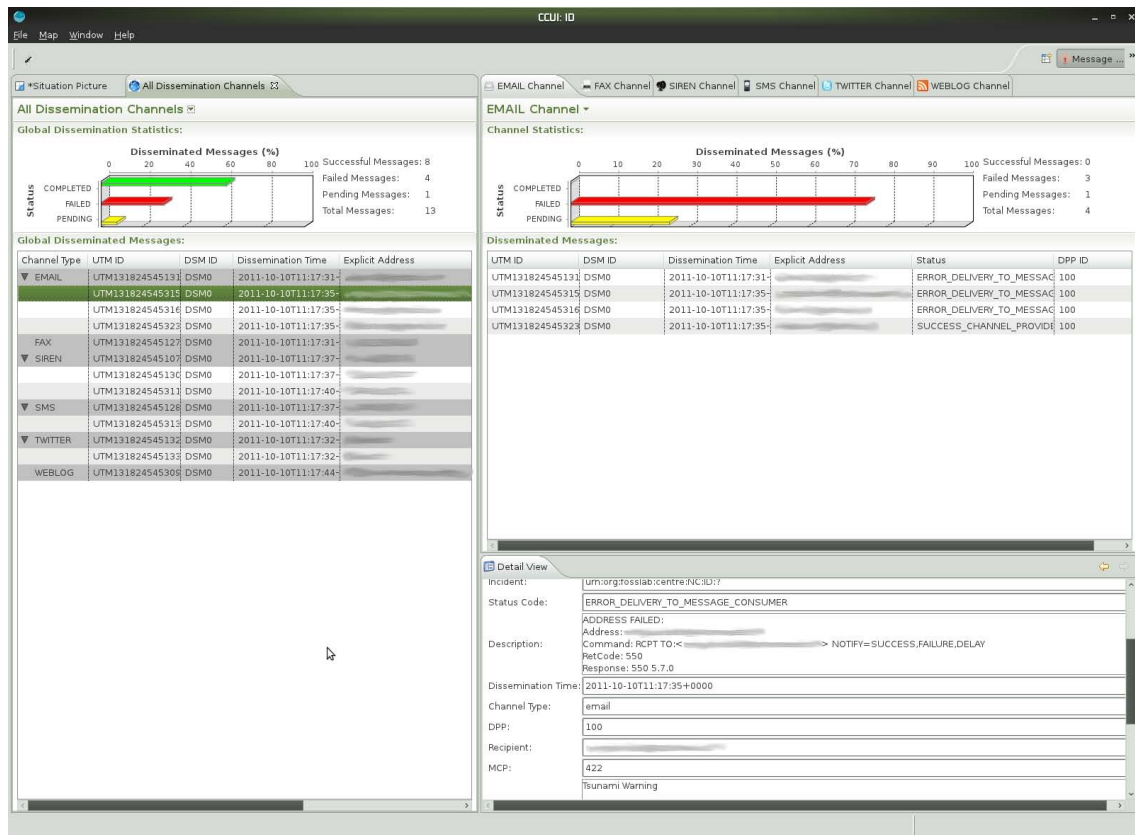 CCUI: ID
File Map Window Help
Message ... »
*Situation Picture All Dissemination Channels
All Dissemination Channels
Global Dissemination Statistics:
Disseminated Messages (%)
0 20 40 60 80 100
Status
COMPLETED
FAILED
PENDING
Successful Messages: 8
Failed Messages: 4
Pending Messages: 1
Total Messages: 13
Global Disseminated Messages:
Channel Type UTM ID DSM ID Dissemination Time Explicit Address
EMAIL UTM131824545131 DSM0 2011-10-10T11:17:31-
UTM131824545315 DSM0 2011-10-10T11:17:35-
UTM131824545316 DSM0 2011-10-10T11:17:35-
UTM131824545323 DSM0 2011-10-10T11:17:35-
FAX UTM131824545127 DSM0 2011-10-10T11:17:31-
SIREN UTM131824545107 DSM0 2011-10-10T11:17:37-
UTM13182454513 DSM0 2011-10-10T11:17:37-
UTM131824545311 DSM0 2011-10-10T11:17:40-
SMS UTM131824545128 DSM0 2011-10-10T11:17:37-
UTM131824545313 DSM0 2011-10-10T11:17:40-
TWITTER UTM131824545132 DSM0 2011-10-10T11:17:32-
UTM131824545133 DSM0 2011-10-10T11:17:32-
WEBLOG UTM131824545309 DSM0 2011-10-10T11:17:44-
EMAIL Channel FAX Channel SIREN Channel SMS Channel TWITTER Channel WEBLOG Channel
EMAIL Channel
Channel Statistics:
Disseminated Messages (%)
0 10 20 30 40 50 60 70 80 90 100
Status
COMPLETED
FAILED
PENDING
Successful Messages: 0
Failed Messages: 3
Pending Messages: 1
Total Messages: 4
Disseminated Messages:
UTM ID DSM ID Dissemination Time Explicit Address Status DPP ID
UTM131824545131 DSM0 2011-10-10T11:17:31- ERROR_DELIVERY_TO_MESSAG 100
UTM131824545315 DSM0 2011-10-10T11:17:35- ERROR_DELIVERY_TO_MESSAG 100
UTM131824545316 DSM0 2011-10-10T11:17:35- ERROR_DELIVERY_TO_MESSAG 100
UTM131824545323 DSM0 2011-10-10T11:17:35- SUCCESS_CHANNEL_PROVIDE 100
Detail View
Incident: urn:org:fosslab:centre:NC:ID:?
Status Code: ERROR_DELIVERY_TO_MESSAGE_CONSUMER
Description:
ADDRESS FAILED:
Address:
Command: RCPT TO:< > NOTIFY=SUCCESS,FAILURE,DELAY
RetCode: 550
Response: 550 5.7.0
Dissemination Time: 2011-10-10T11:17:35+0000
Channel Type: email
DPP: 100
Recipient:
MCP: 422
Tsunami Warning